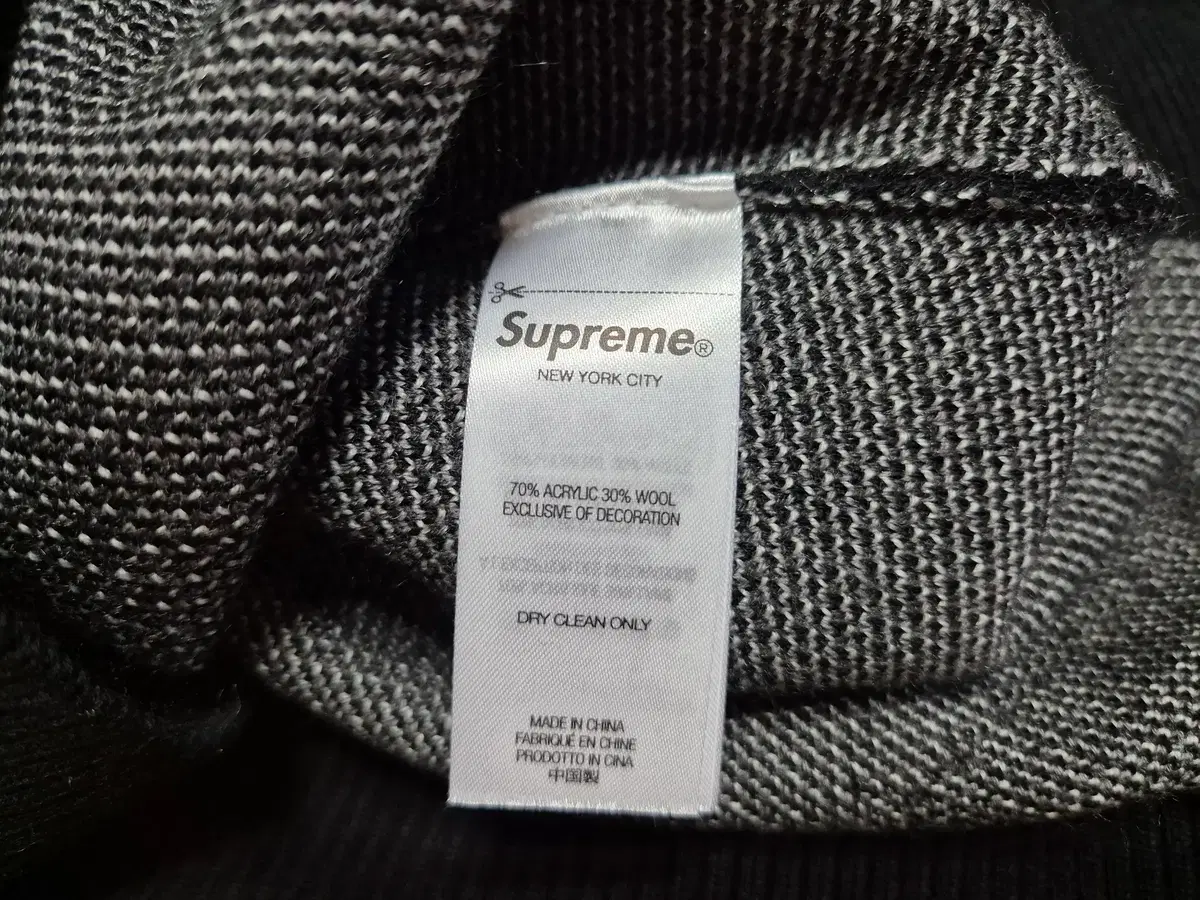 Supreme®
NEW YORK CITY
70% ACRYLIC 30% WOOL
EXCLUSIVE OF DECORATION
DRY CLEAN ONLY
MADE IN CHINA
FABRIQUÉ EN CHINE
PRODOTTO IN CINA
中国製